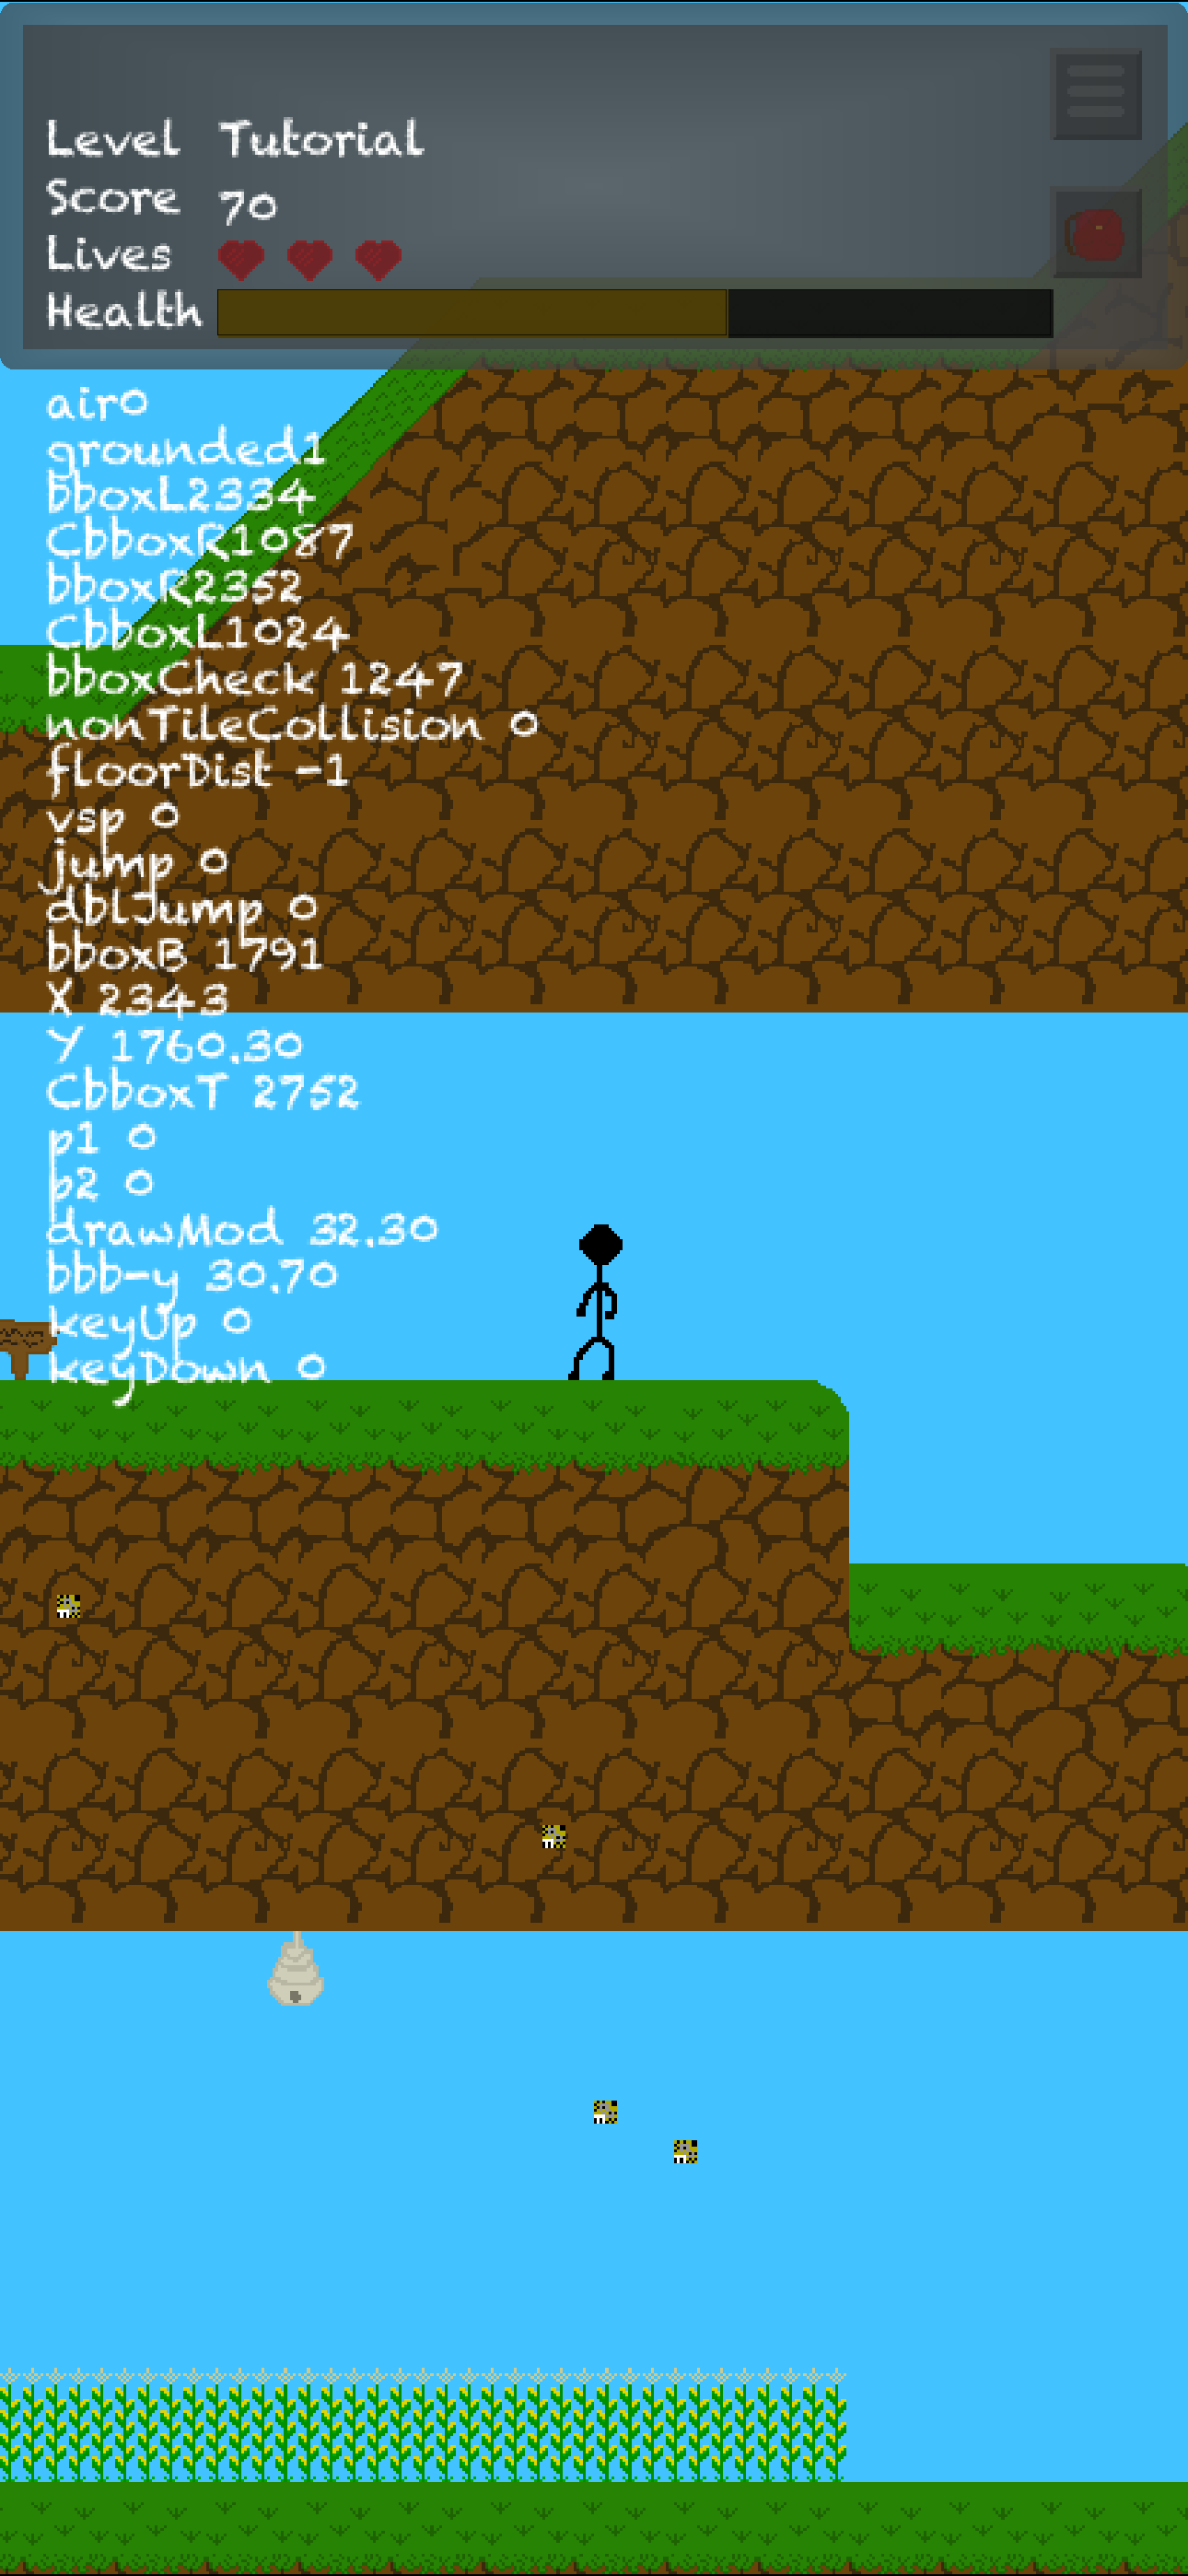 Level Tutorial
Score 70
Lives
Health
air0
grounded1
bboxL2334
CbboxR1087
bboxR2352
CbboxL1024
bboxCheck 1247
nonTileCollision 0
floorDist -1
vsp 0
jump 0
dblJump 0
bboxB 1791
X 2343
Y 1760.30
CbboxT 2752
p1 0
p2 0
drawMod 32.30
bbb-y 30.70
keyUp 0
keyDown 0